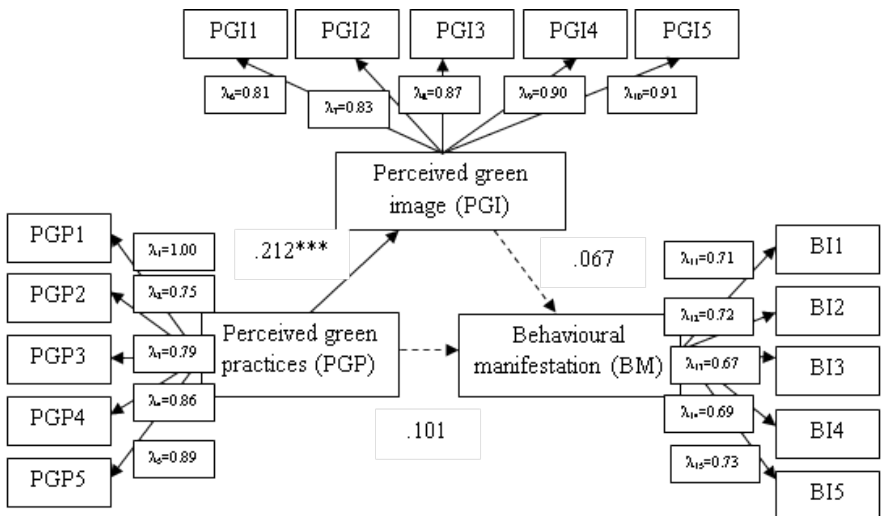 PGI1
PGI2
PGI3
PGI4
PGI5
λ6=0.81
λ7=0.83
λ8=0.87
λ9=0.90
λ10=0.91
Perceived green
image (PGI)
PGP1
PGP2
PGP3
PGP4
PGP5
λ1=1.00
λ2=0.75
λ3=0.79
λ4=0.86
λ5=0.89
.212***
.067
Perceived green
practices (PGP)
Behavioural
manifestation (BM)
.101
λ11=0.71
λ12=0.72
λ13=0.67
λ14=0.69
λ15=0.73
BI1
BI2
BI3
BI4
BI5